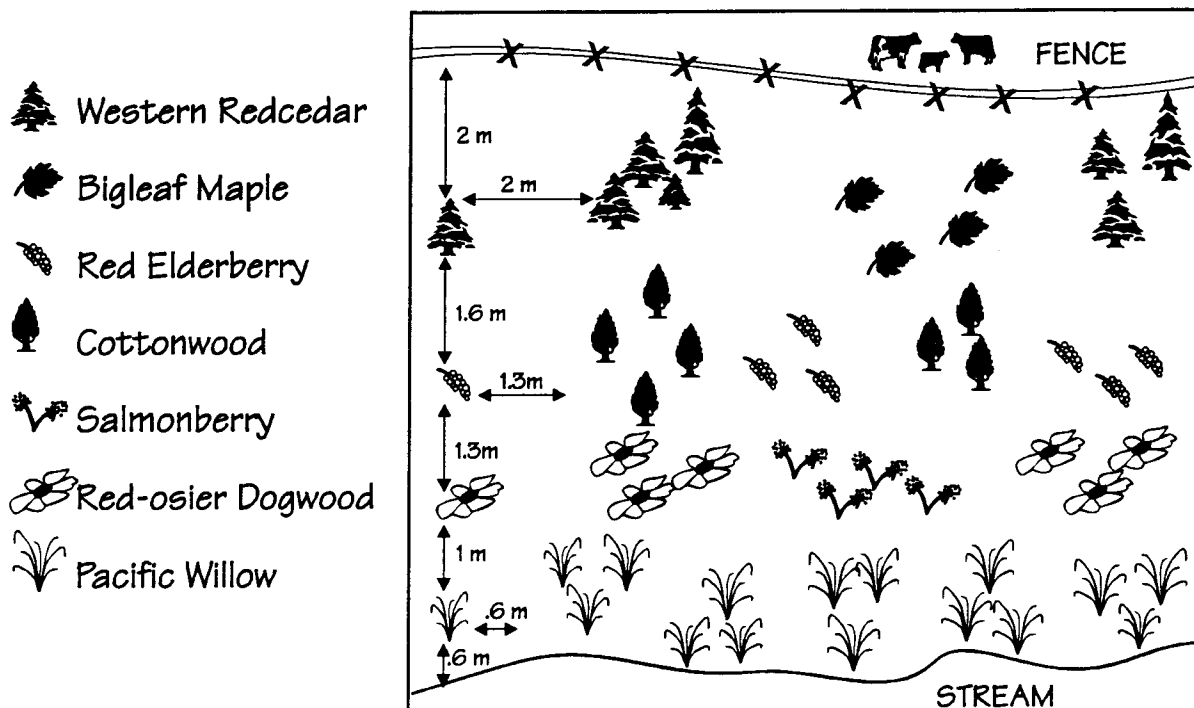 Western Redcedar
Bigleaf Maple
Red Elderberry
Cottonwood
Salmonberry
Red-osier Dogwood
Pacific Willow
FENCE
2 m
2 m
1.6 m
1.3m
1.3m
1 m
.6 m
.6 m
STREAM